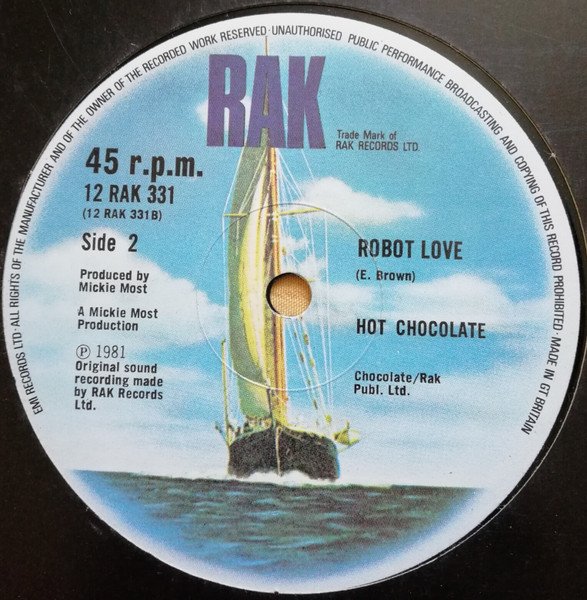 EMI RECORDS LTD·ALL RIGHTS OF THE MANUFACTURER AND OF THE OWNER OF THE RECORDED WORK RESERVED·UNAUTHORISED PUBLIC PERFORMANCE BROADCASTING AND COPYING OF THIS RECORD PROHIBITED·MADE IN GT BRITAIN
RAK
Trade Mark of
RAK RECORDS LTD.
45 r.p.m.
12 RAK 331
(12 RAK 331B)
Side 2
Produced by
Mickie Most
A Mickie Most
Production
Ⓟ 1981
Original sound
recording made
by RAK Records
Ltd.
ROBOT LOVE
(E. Brown)
HOT CHOCOLATE
Chocolate/Rak
Publ. Ltd.